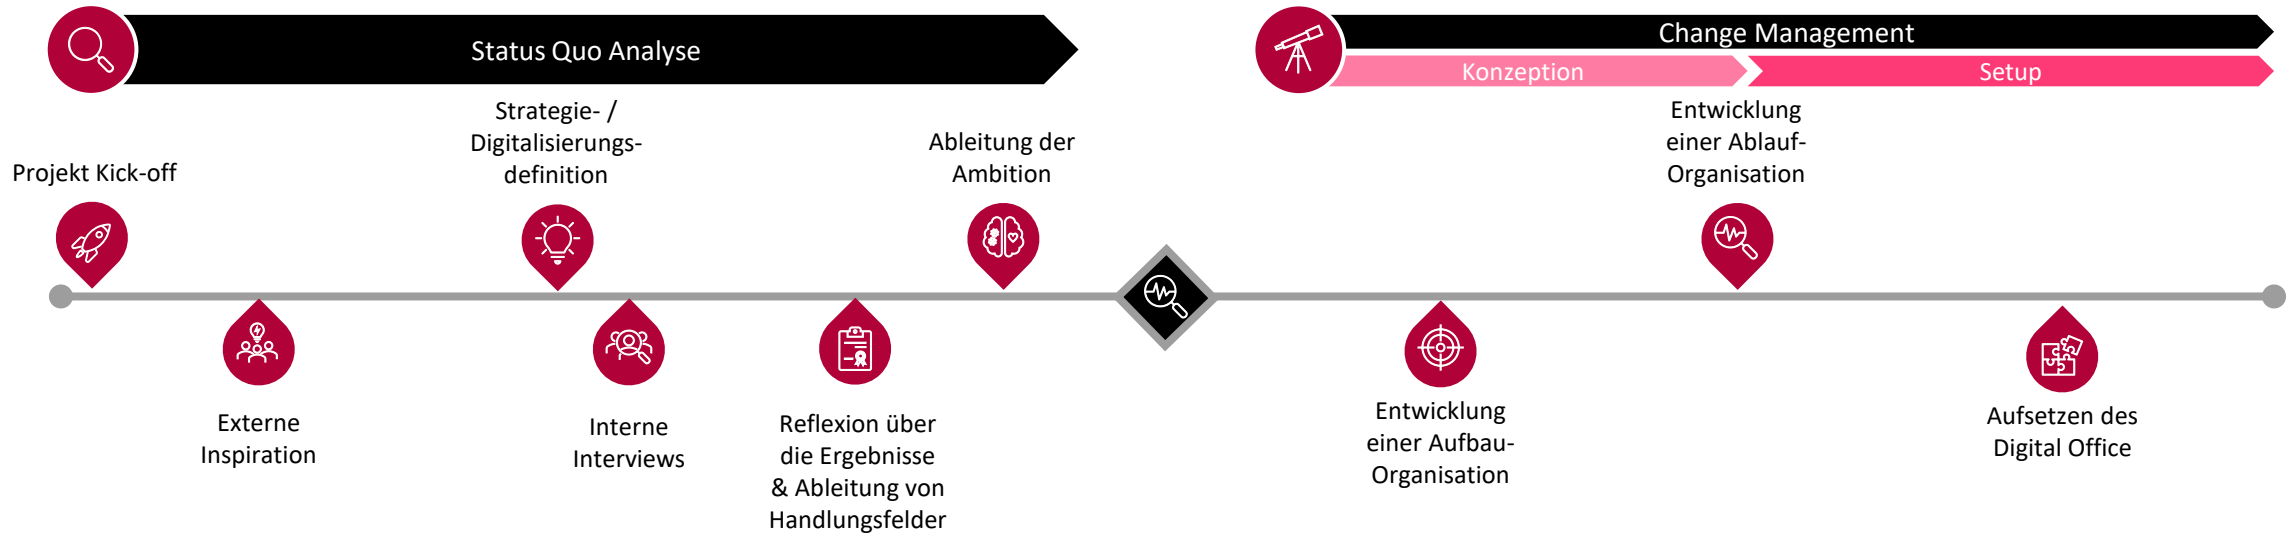 Status Quo Analyse
Change Management
Konzeption
Setup
Projekt Kick-off
Strategie- /
Digitalisierungs-
definition
Ableitung der
Ambition
Entwicklung
einer Ablauf-
Organisation
Externe
Inspiration
Interne
Interviews
Reflexion über
die Ergebnisse
& Ableitung von
Handlungsfelder
Entwicklung
einer Aufbau-
Organisation
Aufsetzen des
Digital Office